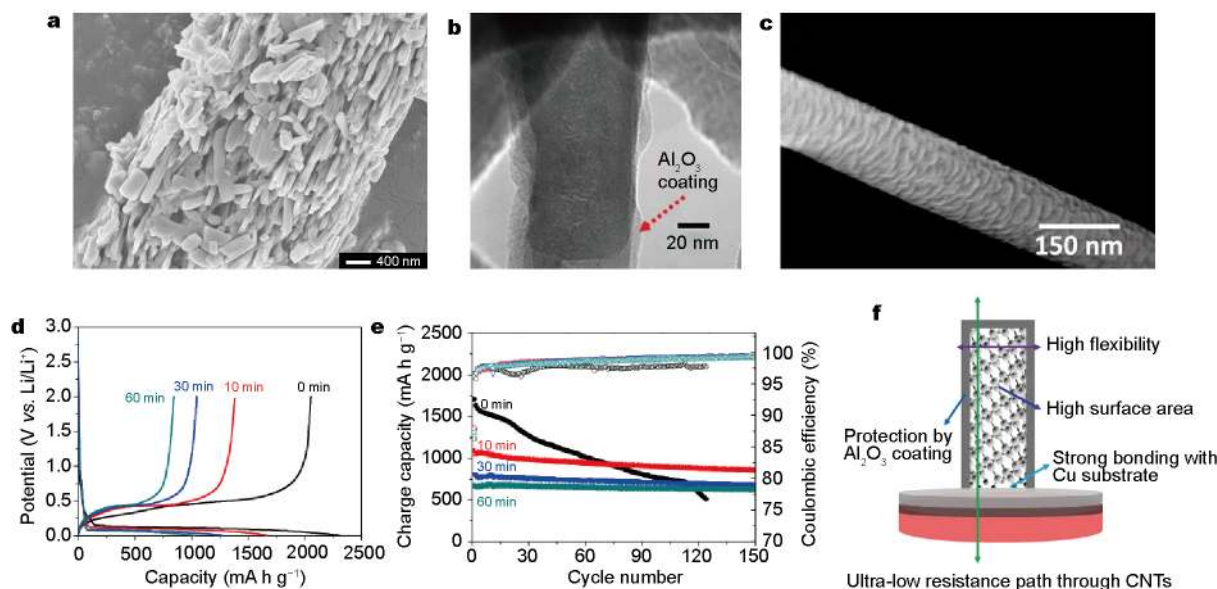 a
400 nm
b
Al₂O₃
coating
20 nm
c
150 nm
d
Potential (V vs. Li/Li⁺)
3.0
2.5
2.0
1.5
1.0
0.5
0.0
60 min
30 min
10 min
0 min
0
500
1000
1500
2000
2500
Capacity (mA h g⁻¹)
e
Charge capacity (mA h g⁻¹)
2500
2000
1500
1000
500
0
0 min
10 min
30 min
60 min
100
95
90
85
80
75
70
Coulombic efficiency (%)
0
30
60
90
120
150
Cycle number
f
High flexibility
High surface area
Protection by
Al₂O₃ coating
Strong bonding with
Cu substrate
Ultra-low resistance path through CNTs